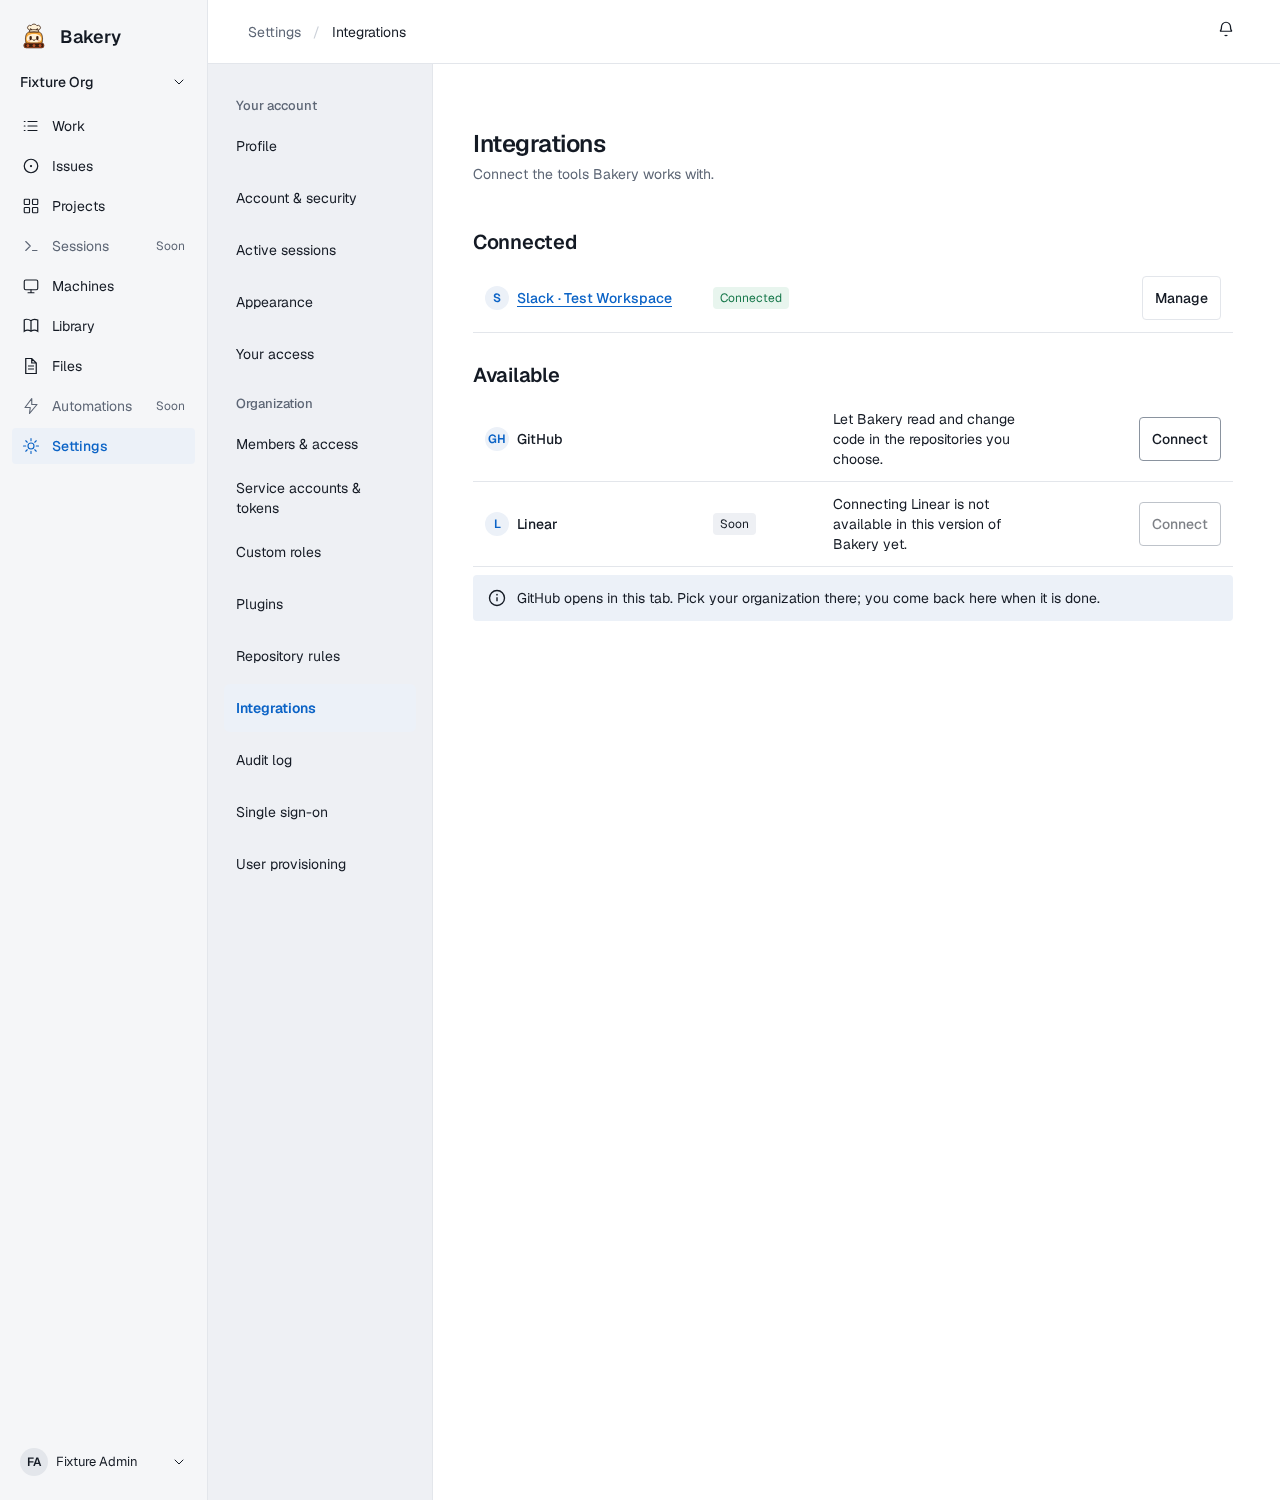 Bakery
Fixture Org
Work
Issues
Projects
Sessions Soon
Machines
Library
Files
Automations Soon
Settings
FA Fixture Admin
Settings / Integrations
Your account
Profile
Account & security
Active sessions
Appearance
Your access
Organization
Members & access
Service accounts &
tokens
Custom roles
Plugins
Repository rules
Integrations
Audit log
Single sign-on
User provisioning
Integrations
Connect the tools Bakery works with.
Connected
S Slack · Test Workspace Connected Manage
Available
GH GitHub
Let Bakery read and change
code in the repositories you
choose.
Connect
L Linear Soon
Connecting Linear is not
available in this version of
Bakery yet.
Connect
GitHub opens in this tab. Pick your organization there; you come back here when it is done.